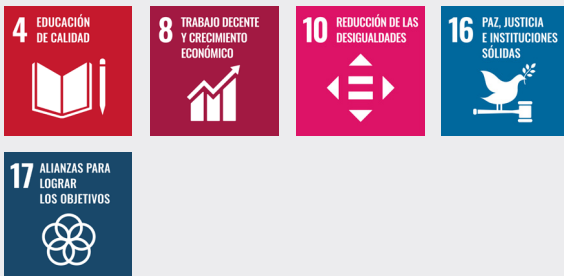 4 EDUCACIÓN
DE CALIDAD
8 TRABAJO DECENTE
Y CRECIMIENTO
ECONÓMICO
10 REDUCCIÓN DE LAS
DESIGUALDADES
16 PAZ, JUSTICIA
E INSTITUCIONES
SÓLIDAS
17 ALIANZAS PARA
LOGRAR
LOS OBJETIVOS